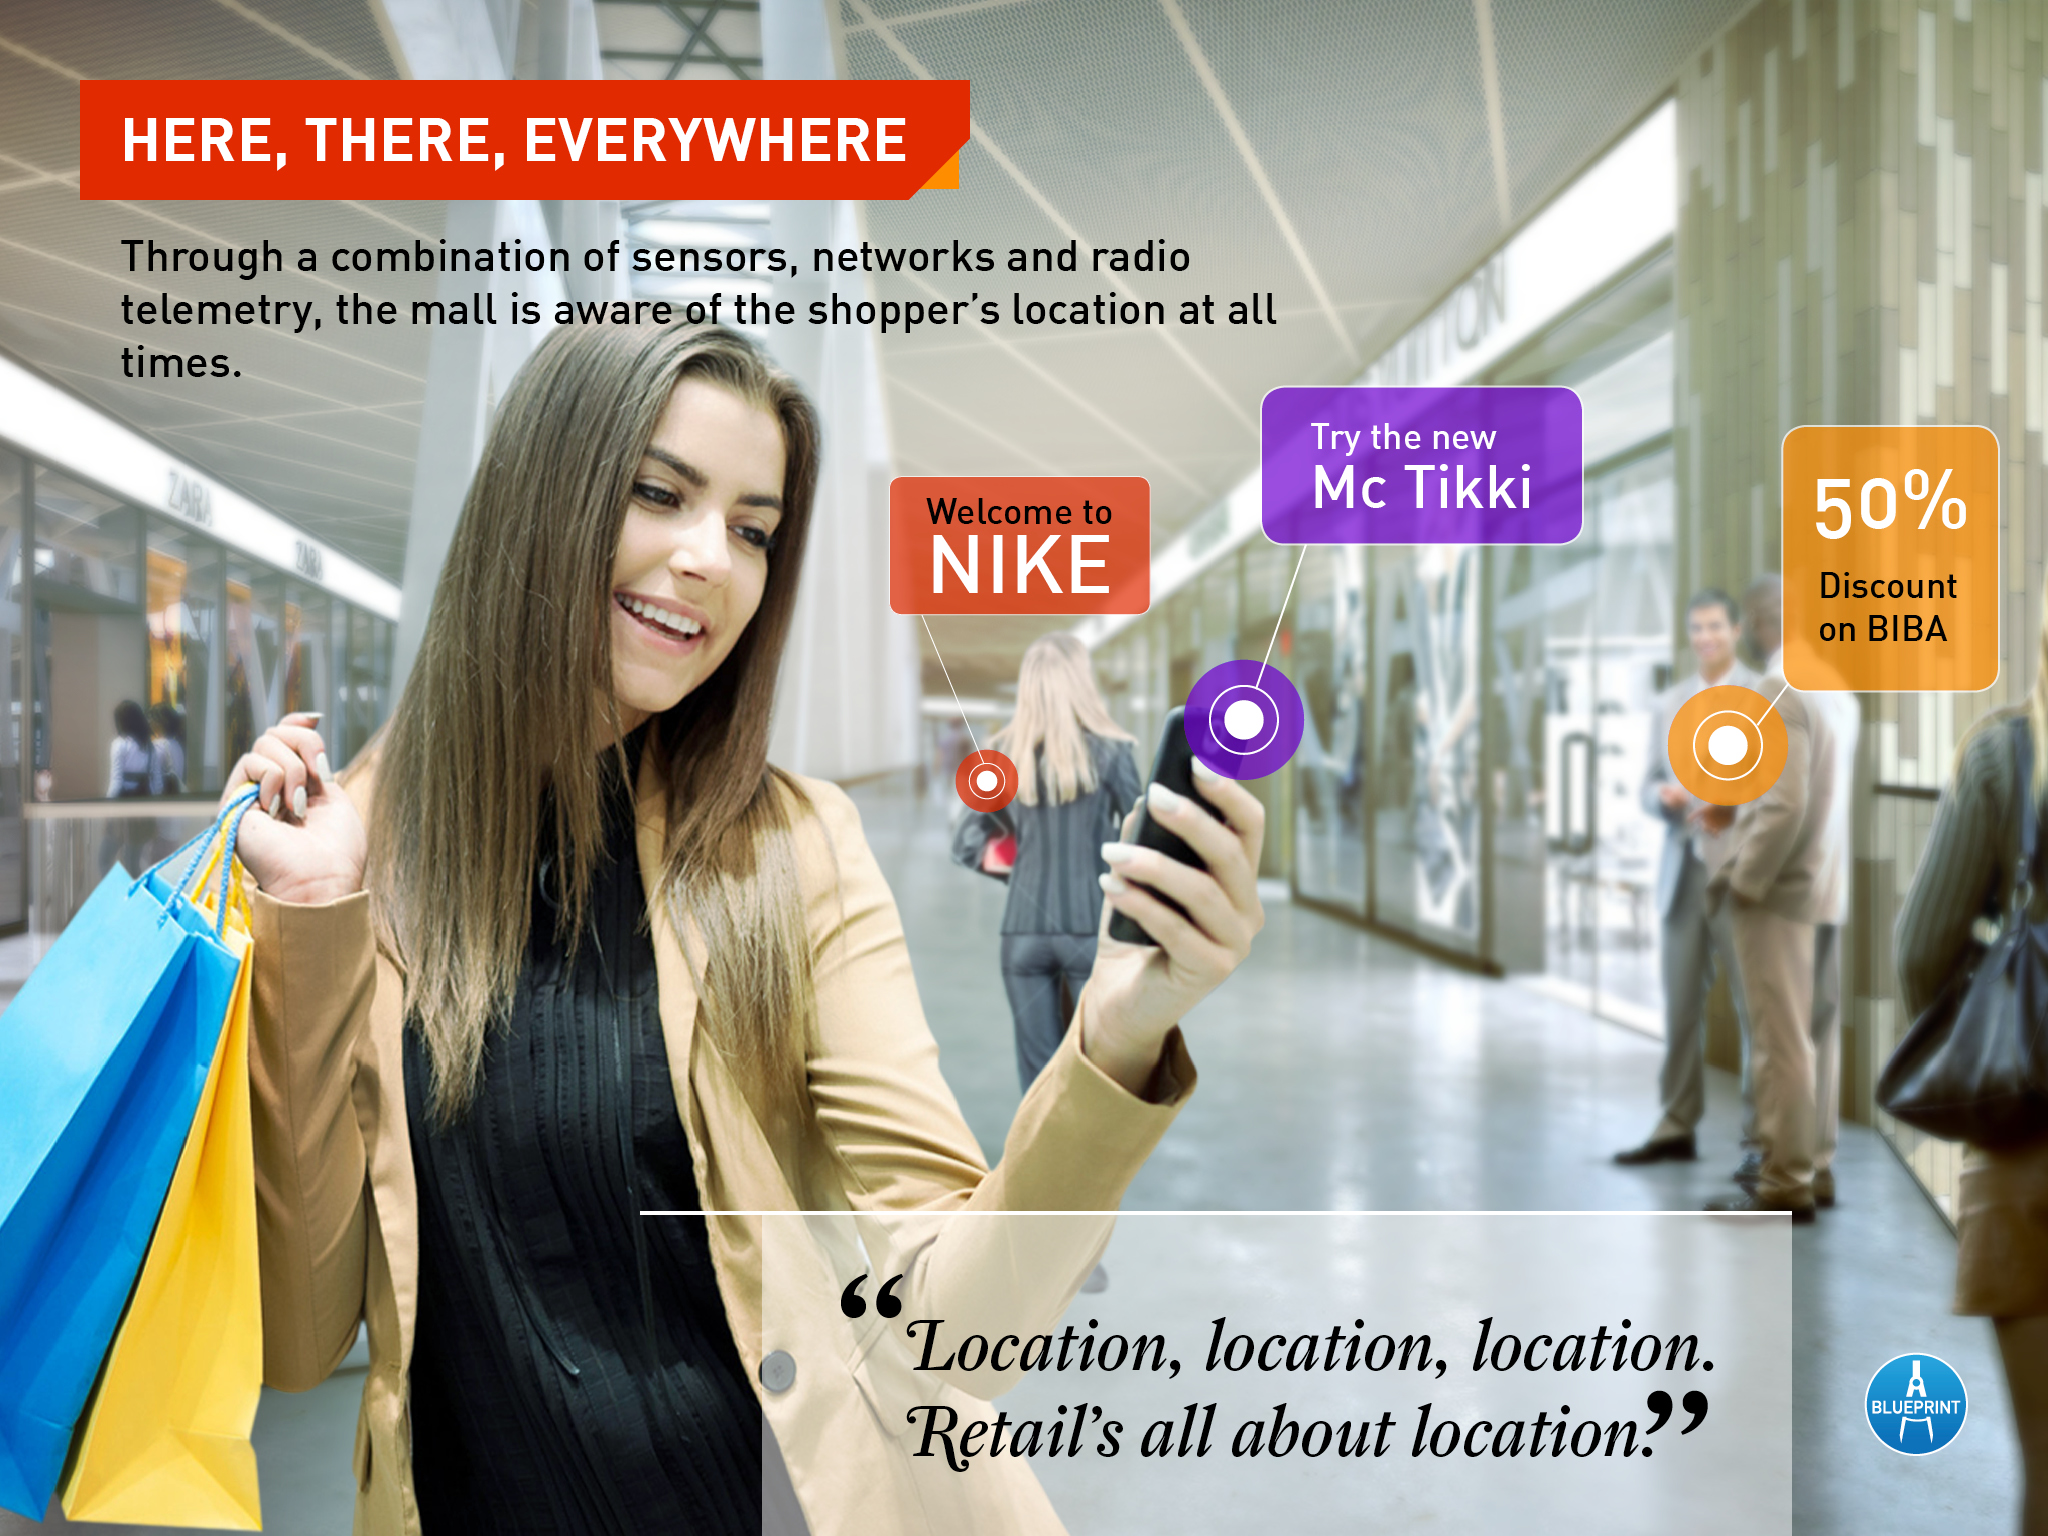 HERE, THERE, EVERYWHERE
Through a combination of sensors, networks and radio
telemetry, the mall is aware of the shopper's location at all
times.
ZARA
ZARA
Welcome to
NIKE
Try the new
Mc Tikki
50%
Discount
on BIBA
“Location, location, location.
Retail's all about location.”
BLUEPRINT